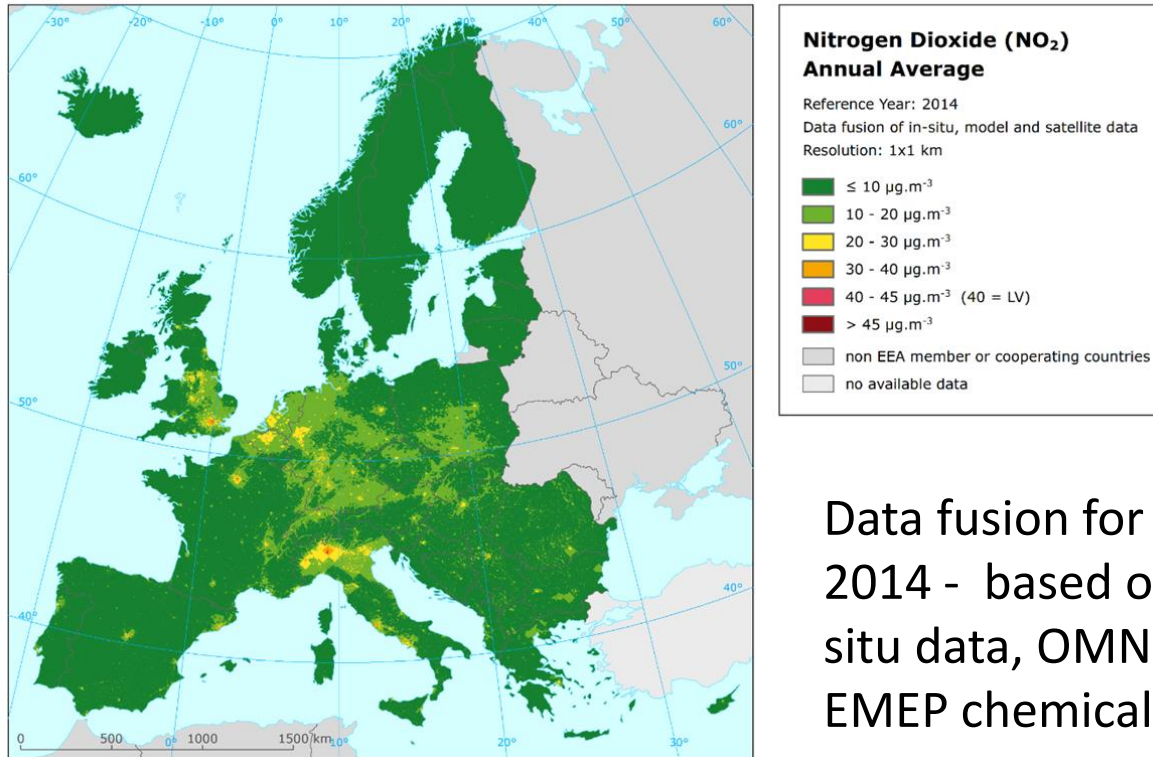 -30° -20° -10° 0° 10° 20° 30° 40° 50° 60°
60°
60°
50°
50°
40°
40°
0 500 1000 1500 km
0° 10° 20° 30°
Nitrogen Dioxide (NO₂)
Annual Average
Reference Year: 2014
Data fusion of in-situ, model and satellite data
Resolution: 1x1 km
≤ 10 µg.m⁻³
10 - 20 µg.m⁻³
20 - 30 µg.m⁻³
30 - 40 µg.m⁻³
40 - 45 µg.m⁻³ (40 = LV)
> 45 µg.m⁻³
non EEA member or cooperating countries
no available data
Data fusion for
2014 - based o
situ data, OMN
EMEP chemical